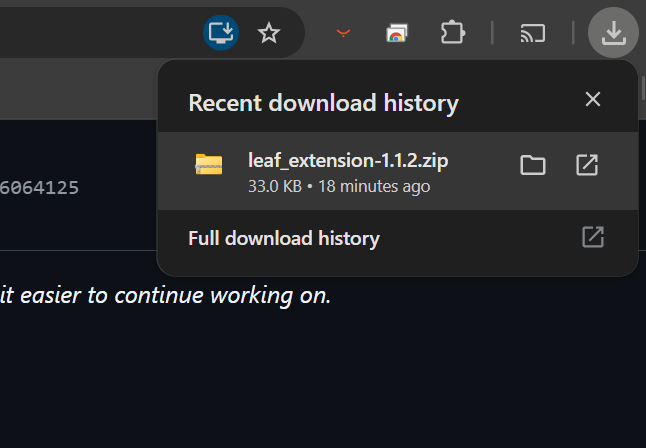 Recent download history
leaf_extension-1.1.2.zip
6064125
33.0 KB • 18 minutes ago
Full download history
it easier to continue working on.